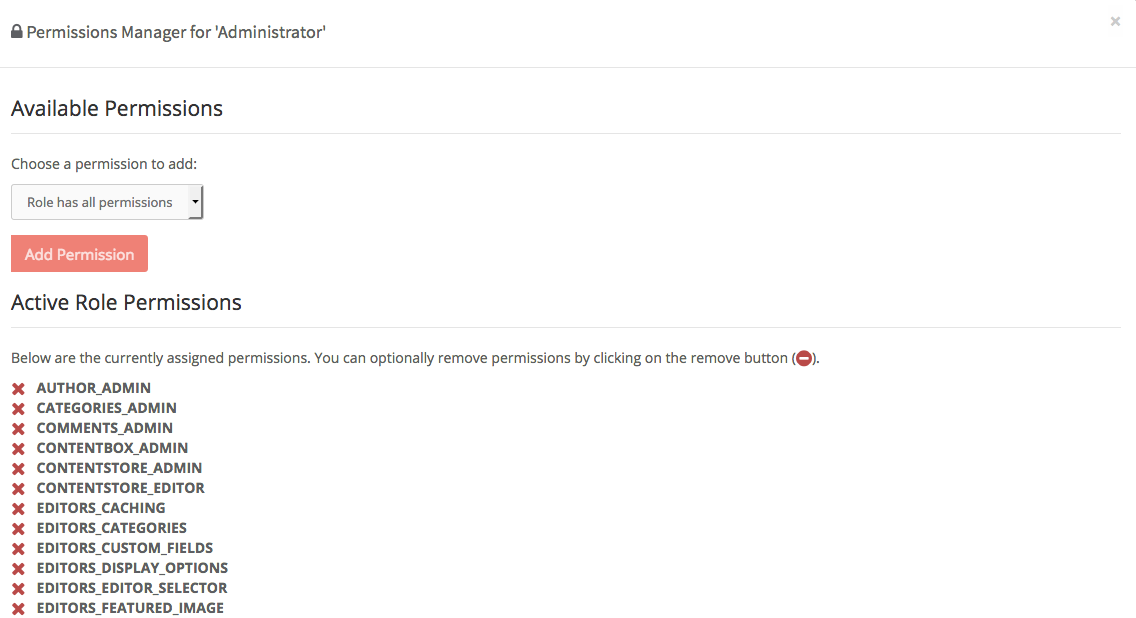 Permissions Manager for 'Administrator'
Available Permissions
Choose a permission to add:
Role has all permissions
Add Permission
Active Role Permissions
Below are the currently assigned permissions. You can optionally remove permissions by clicking on the remove button ().
AUTHOR_ADMIN
CATEGORIES_ADMIN
COMMENTS_ADMIN
CONTENTBOX_ADMIN
CONTENTSTORE_ADMIN
CONTENTSTORE_EDITOR
EDITORS_CACHING
EDITORS_CATEGORIES
EDITORS_CUSTOM_FIELDS
EDITORS_DISPLAY_OPTIONS
EDITORS_EDITOR_SELECTOR
EDITORS_FEATURED_IMAGE